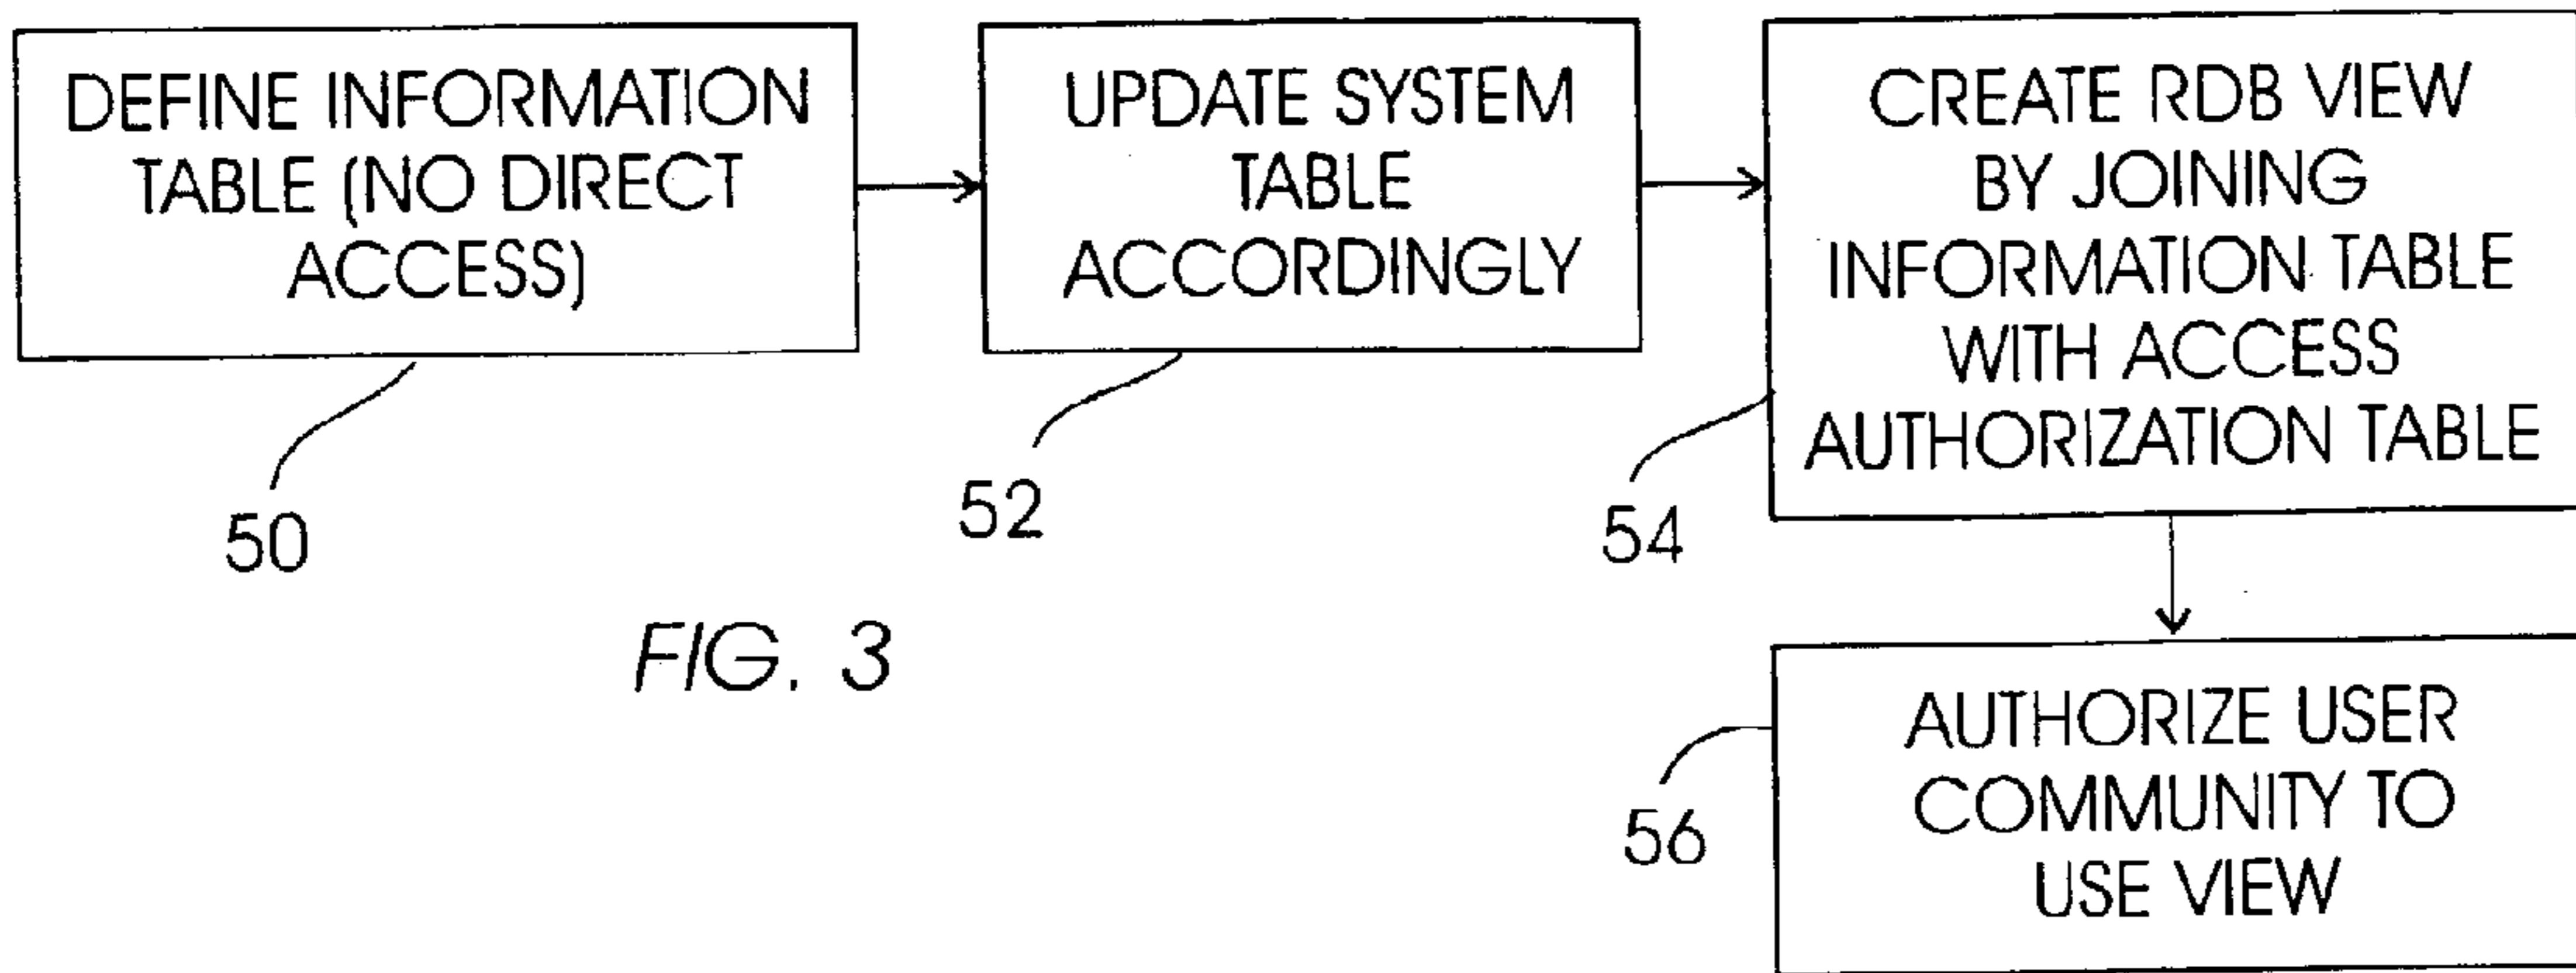 DEFINE INFORMATION
TABLE (NO DIRECT
ACCESS)
50
UPDATE SYSTEM
TABLE
ACCORDINGLY
52
CREATE RDB VIEW
BY JOINING
INFORMATION TABLE
WITH ACCESS
AUTHORIZATION TABLE
54
AUTHORIZE USER
COMMUNITY TO
USE VIEW
56
FIG. 3